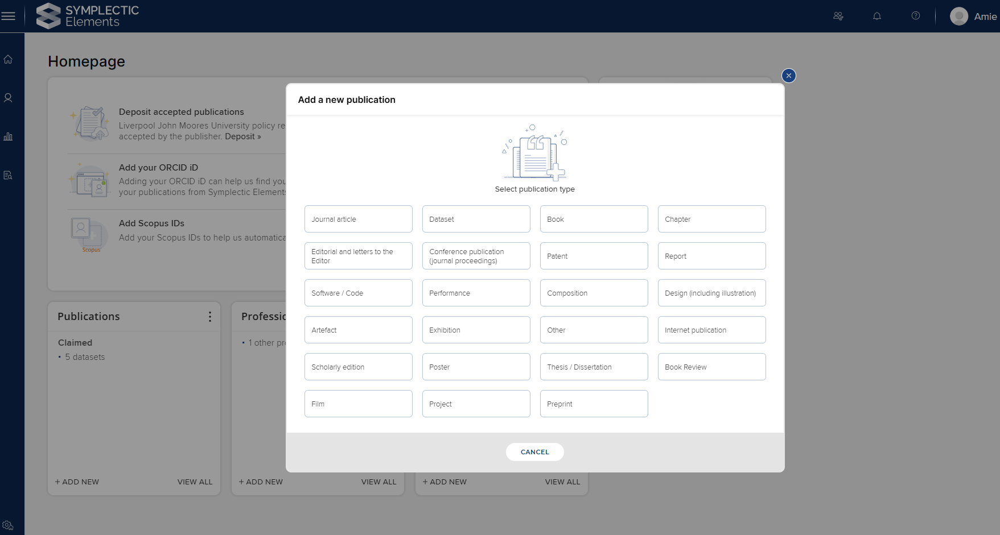 SYMPLECTIC
Elements
Amie
Homepage
Deposit accepted publications
Liverpool John Moores University policy re
accepted by the publisher. Deposit »
Add your ORCID iD
Adding your ORCID iD can help us find you
your publications from Symplectic Elements
Scopus
Add Scopus IDs
Add your Scopus IDs to help us automatica
Add a new publication
Select publication type
Journal article
Dataset
Book
Chapter
Editorial and letters to the
Editor
Conference publication
(journal proceedings)
Patent
Report
Software / Code
Performance
Composition
Design (including illustration)
Artefact
Exhibition
Other
Internet publication
Scholarly edition
Poster
Thesis / Dissertation
Book Review
Film
Project
Preprint
CANCEL
Publications
Claimed
• 5 datasets
+ ADD NEW
VIEW ALL
Professio
• 1 other pr
+ ADD NEW
VIEW ALL
+ ADD NEW
VIEW ALL